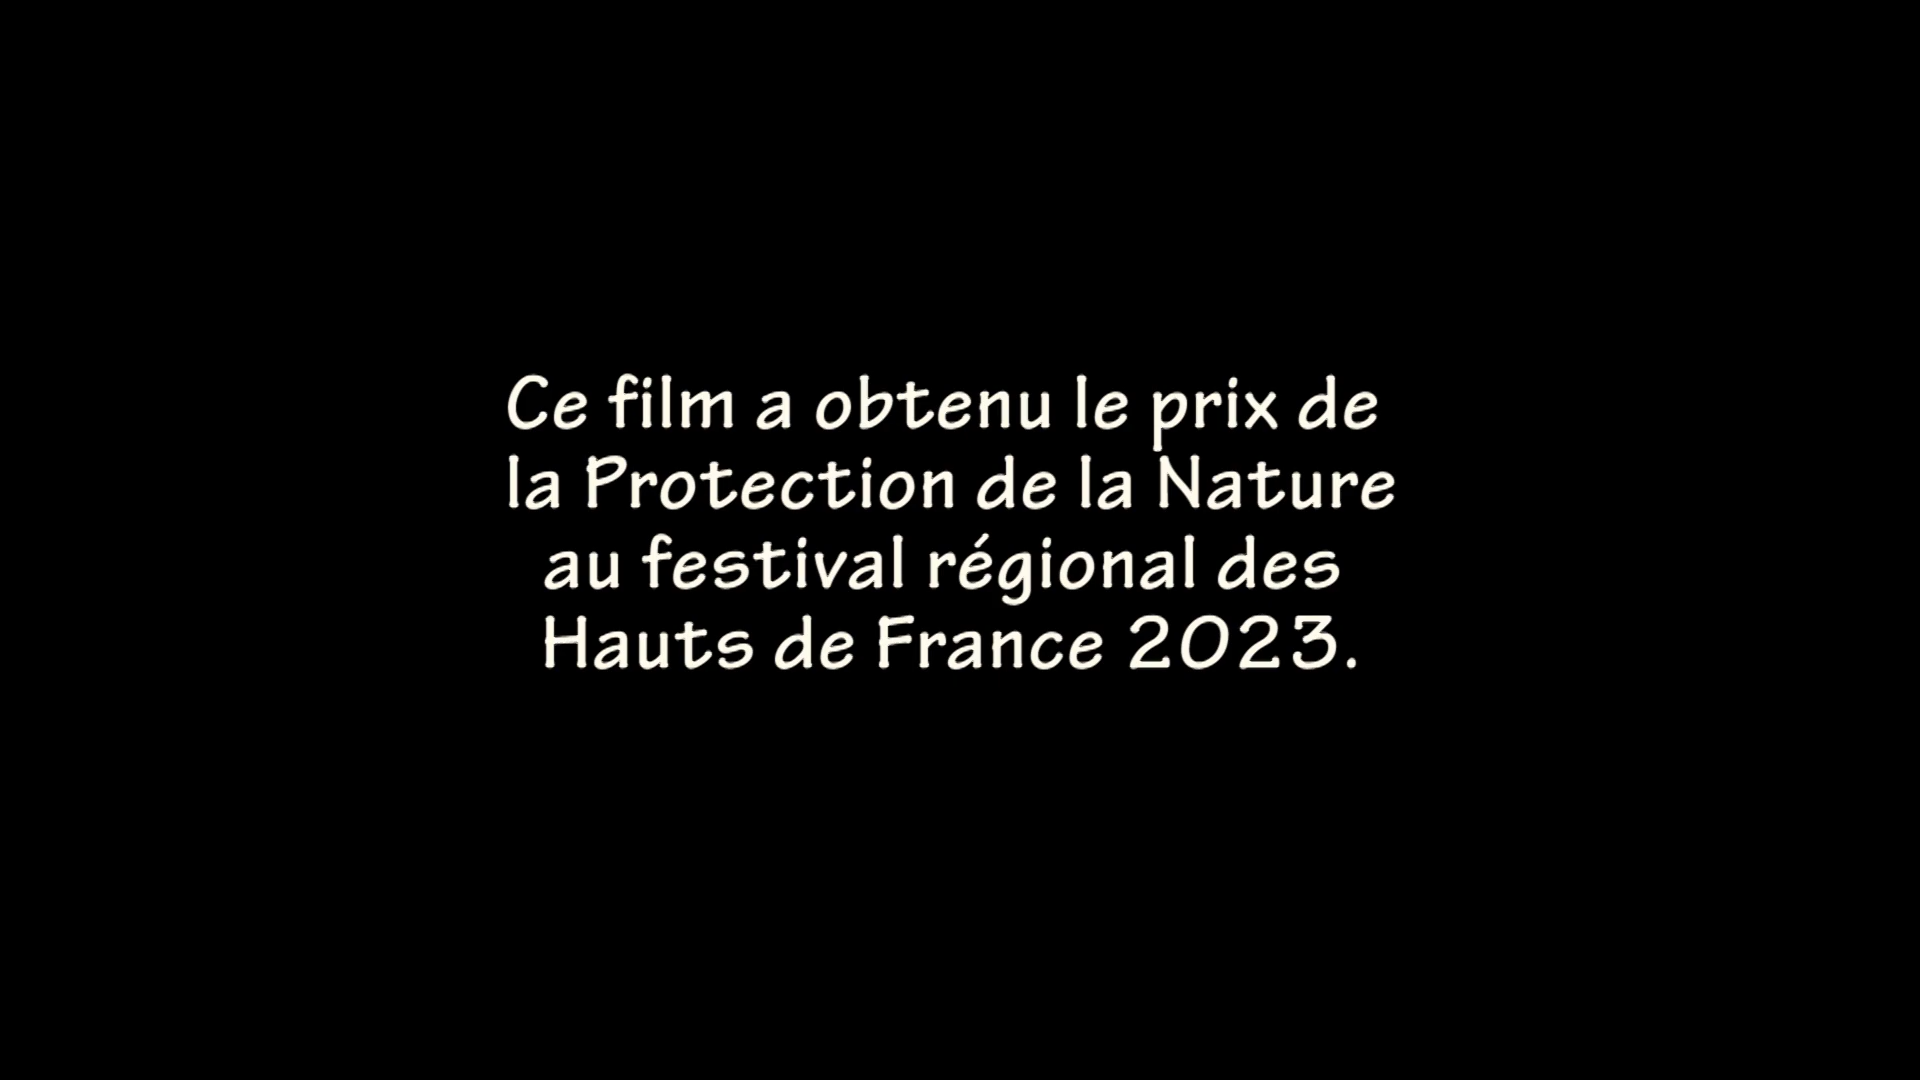 Ce film a obtenu le prix de
la Protection de la Nature
au festival régional des
Hauts de France 2023.